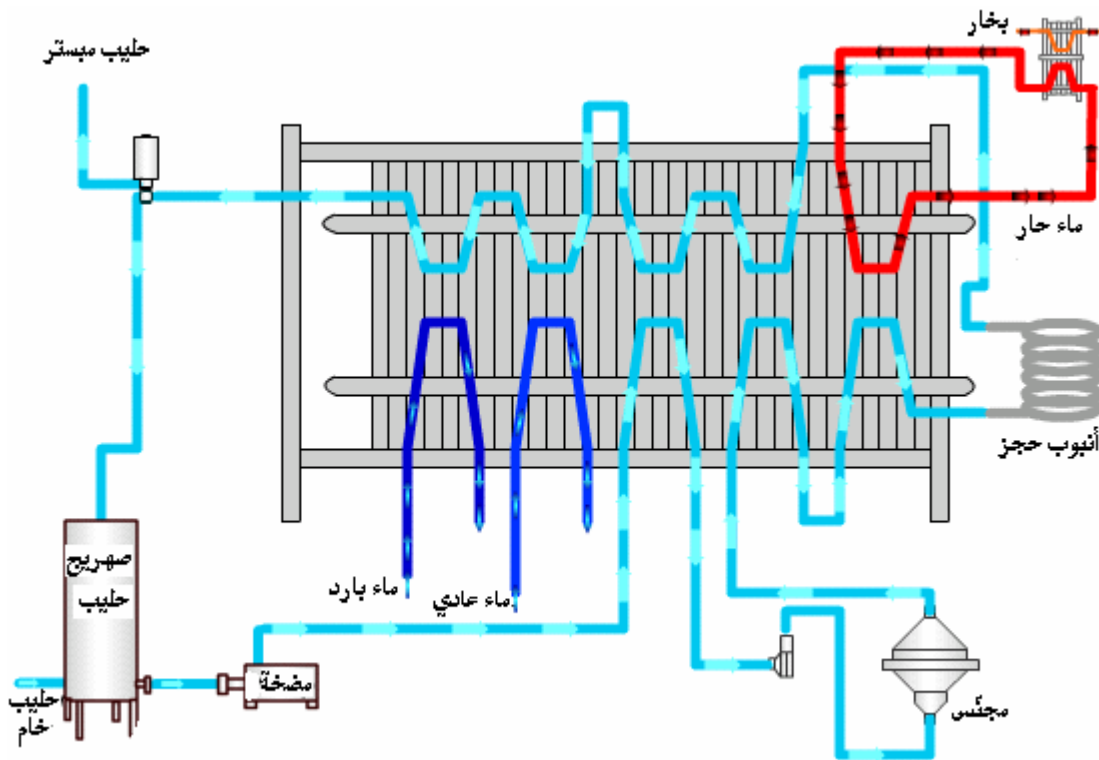 بخار
حليب مبستر
ماء حار
أنبوب حجز
صهريج
حليب
ماء بارد
ماء عادي
مضخة
مجنّس
حليب
خام